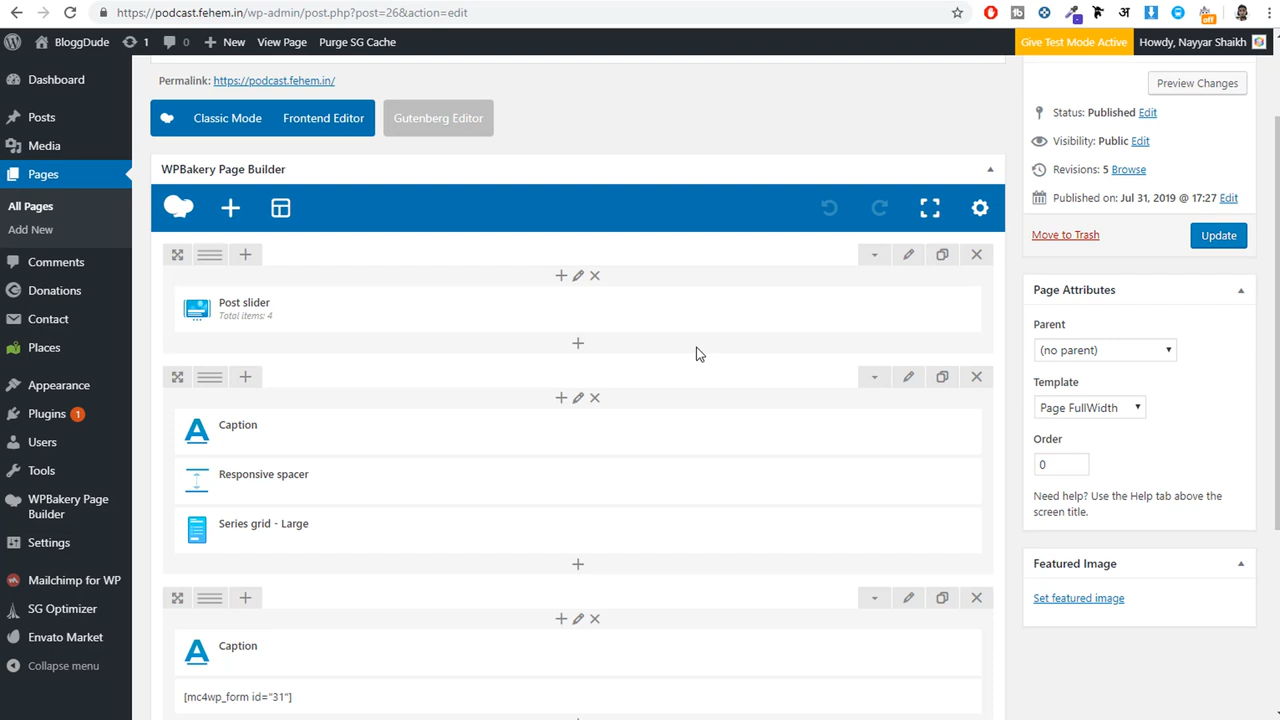 https://podcast.fehem.in/wp-admin/post.php?post=26&action=edit
BloggDude 1 0 New View Page Purge SG Cache Give Test Mode Active Howdy, Nayyar Shaikh
Dashboard
Posts
Media
Pages
All Pages
Add New
Comments
Donations
Contact
Places
Appearance
Plugins 1
Users
Tools
WPBakery Page
Builder
Settings
Mailchimp for WP
SG Optimizer
Envato Market
Collapse menu
Permalink: https://podcast.fehem.in/
Classic Mode Frontend Editor Gutenberg Editor
WPBakery Page Builder
Post slider
Total items: 4
Caption
Responsive spacer
Series grid - Large
Caption
[mc4wp_form id="31"]
Preview Changes
Status: Published Edit
Visibility: Public Edit
Revisions: 5 Browse
Published on: Jul 31, 2019 @ 17:27 Edit
Move to Trash Update
Page Attributes
Parent
(no parent)
Template
Page FullWidth
Order
0
Need help? Use the Help tab above the
screen title.
Featured Image
Set featured image